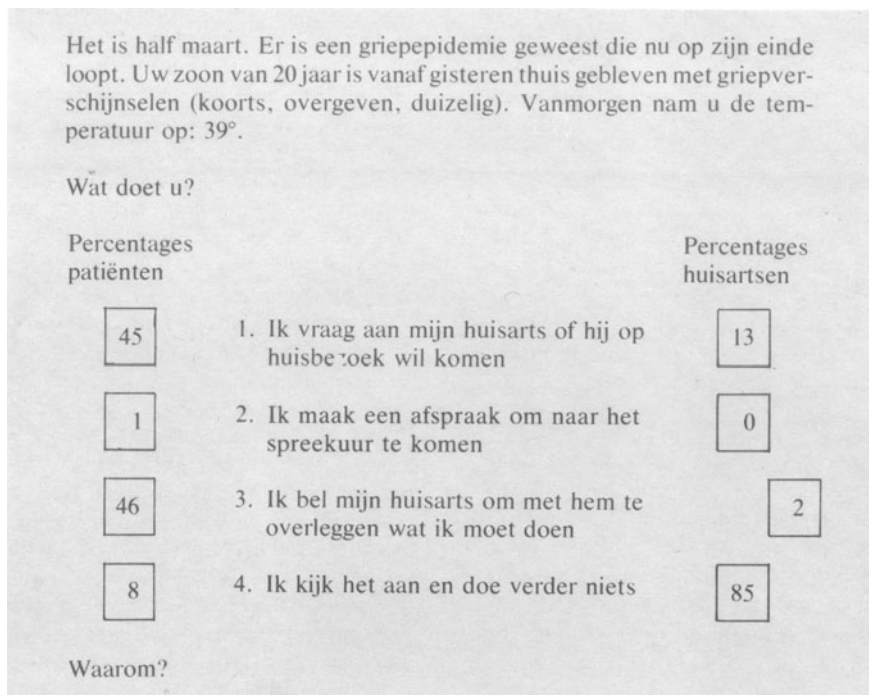 Het is half maart. Er is een griepepidemie geweest die nu op zijn einde
loopt. Uw zoon van 20 jaar is vanaf gisteren thuis gebleven met griepver-
schijnselen (koorts, overgeven, duizelig). Vanmorgen nam u de tem-
peratuur op: 39°.
Wat doet u?
Percentages
patiënten
Percentages
huisartsen
45 1. Ik vraag aan mijn huisarts of hij op 13
huisbezoek wil komen
1 2. Ik maak een afspraak om naar het 0
spreekuur te komen
46 3. Ik bel mijn huisarts om met hem te 2
overleggen wat ik moet doen
8 4. Ik kijk het aan en doe verder niets 85
Waarom?